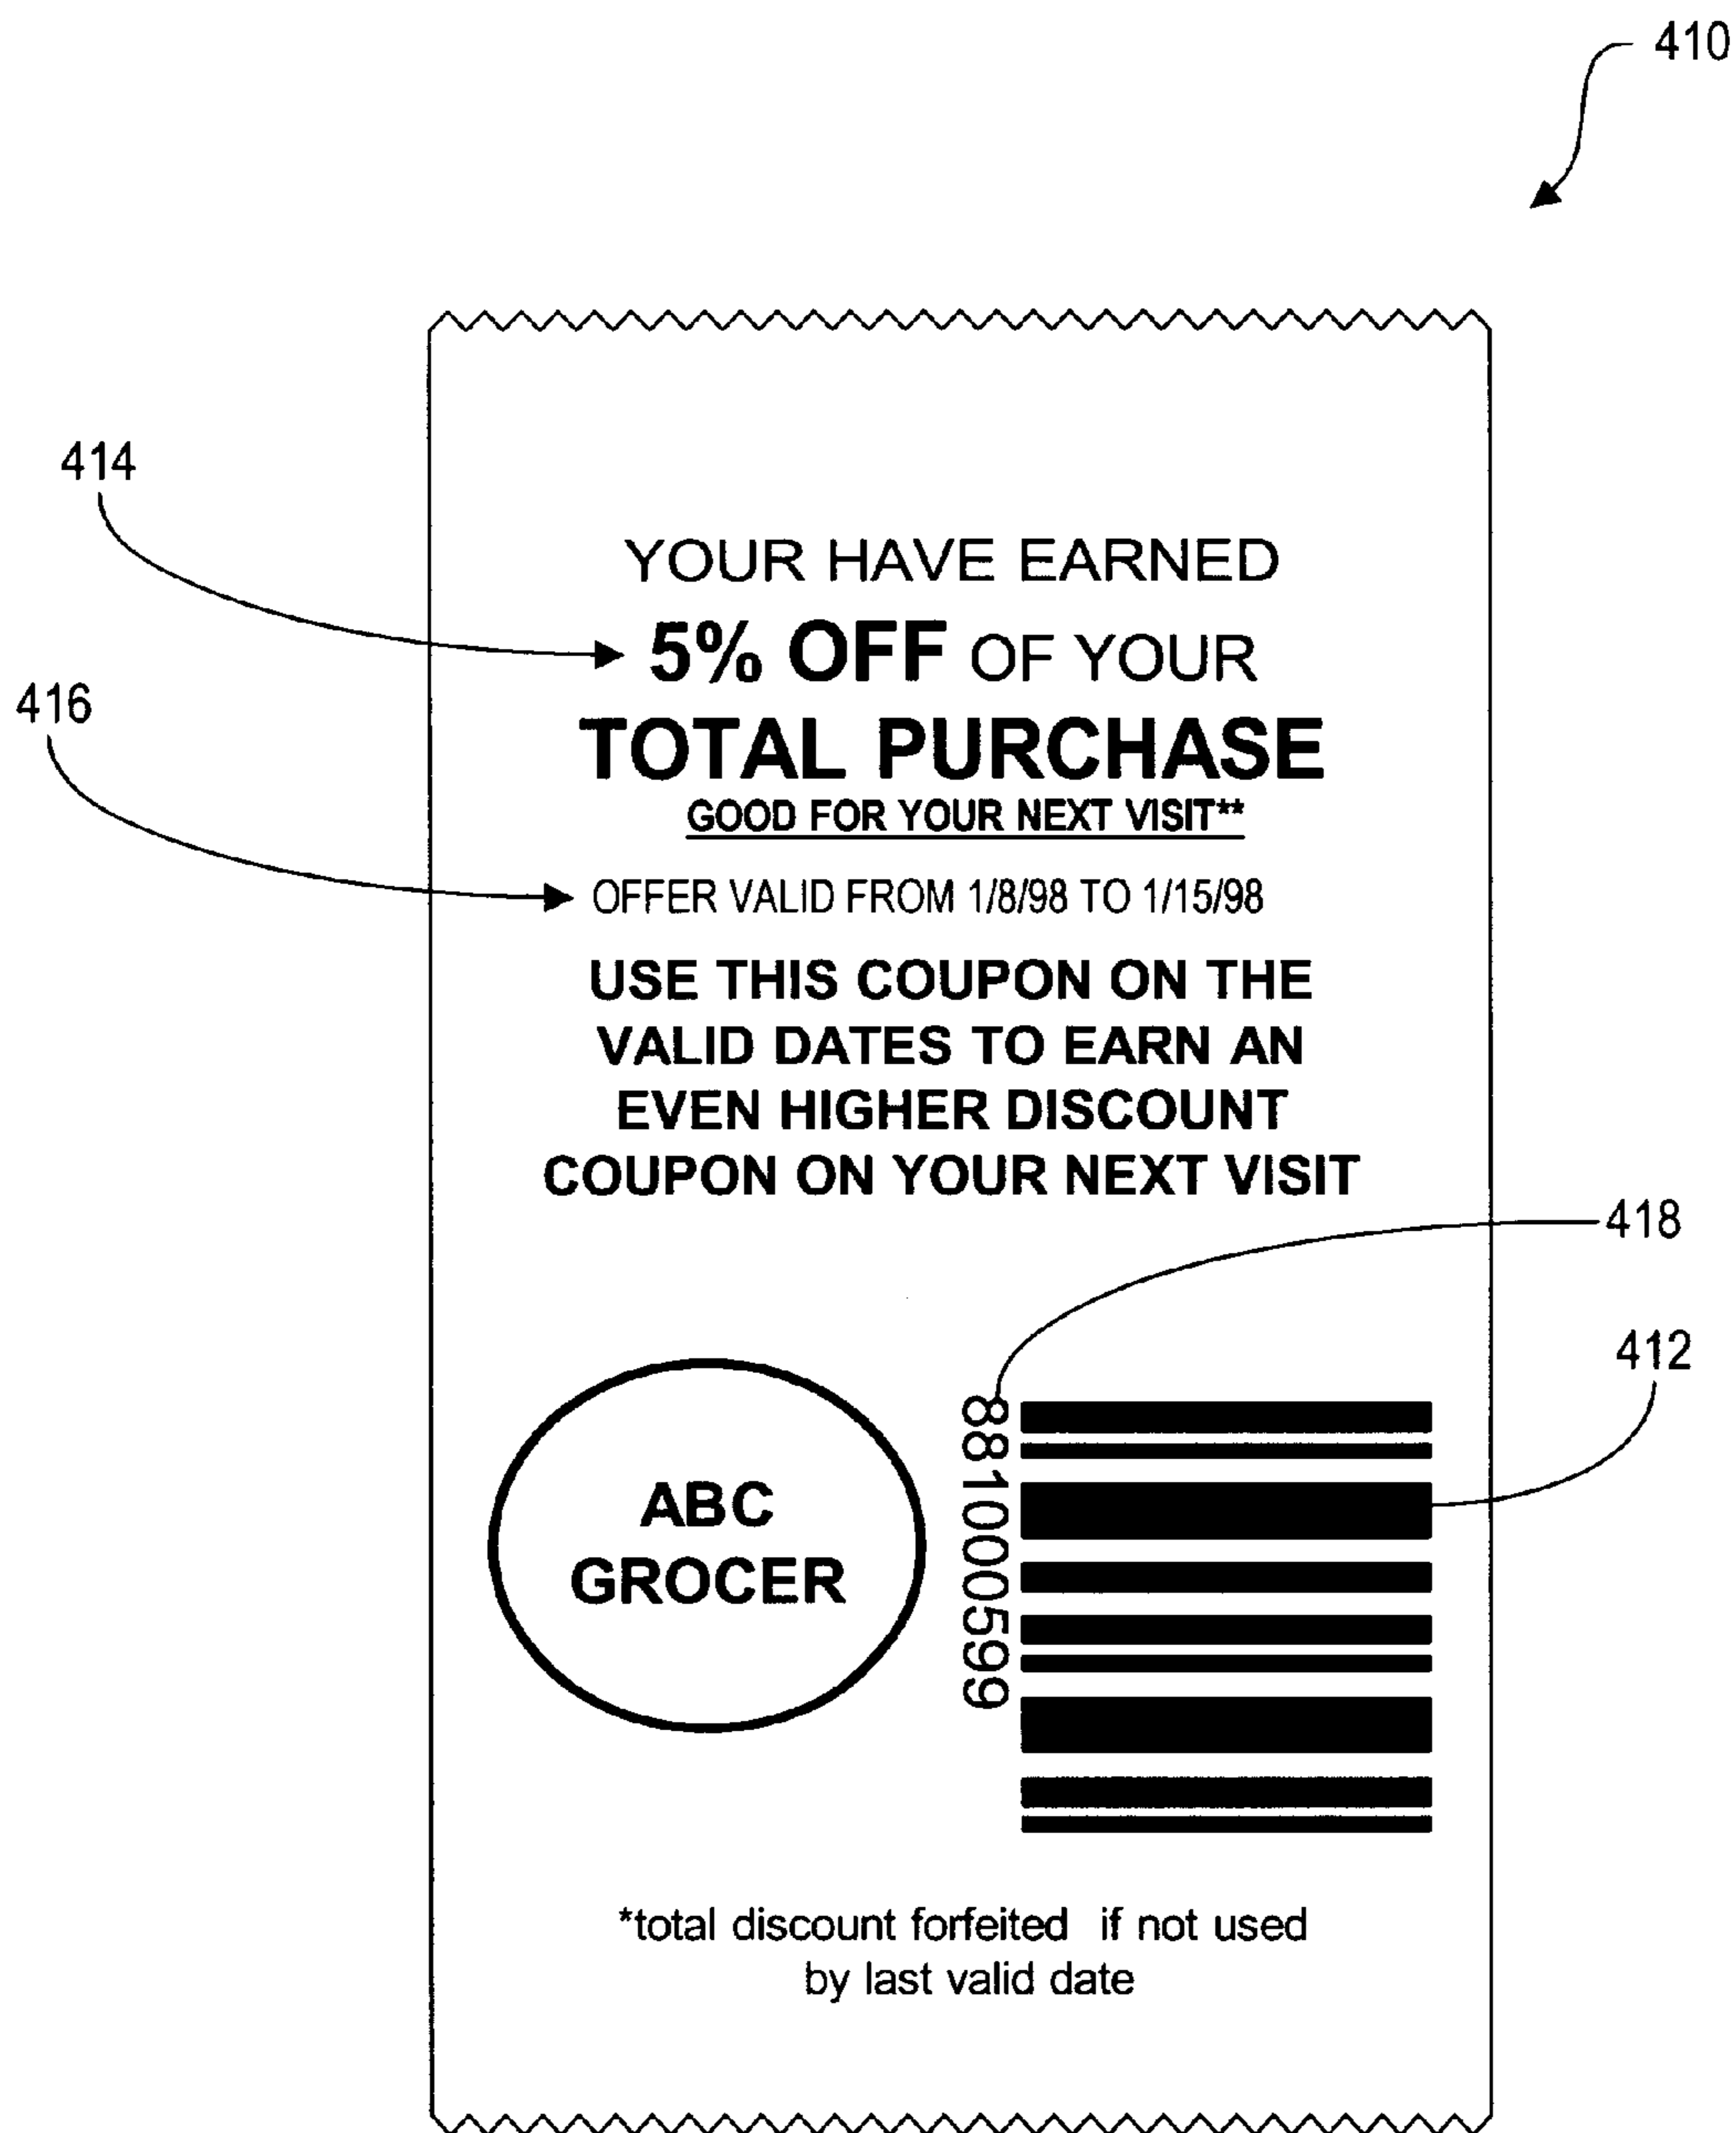 410
414
YOUR HAVE EARNED
5% OFF OF YOUR
416
TOTAL PURCHASE
GOOD FOR YOUR NEXT VISIT**
OFFER VALID FROM 1/8/98 TO 1/15/98
USE THIS COUPON ON THE
VALID DATES TO EARN AN
EVEN HIGHER DISCOUNT
COUPON ON YOUR NEXT VISIT
418
412
ABC
GROCER
881000599
*total discount forfeited if not used
by last valid date